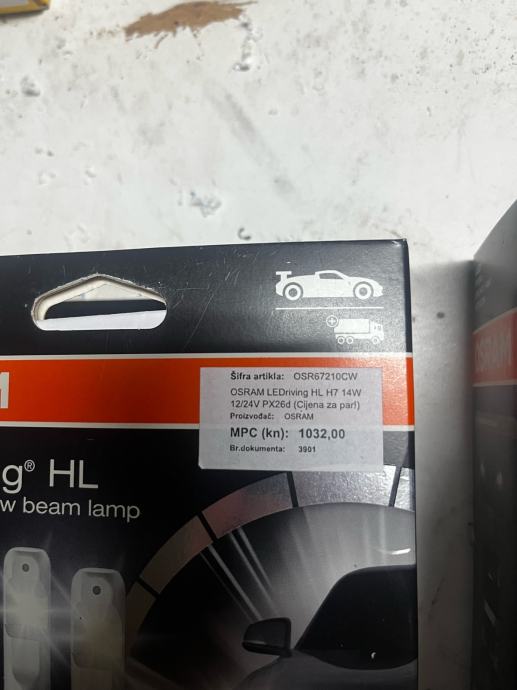 Šifra artikla: OSR67210CW
OSRAM LEDriving HL H7 14W
12/24V PX26d (Cijena za par!)
Proizvođač: OSRAM
MPC (kn): 1032,00
Br.dokumenta: 3901
M
g® HL
w beam lamp
OSRAM